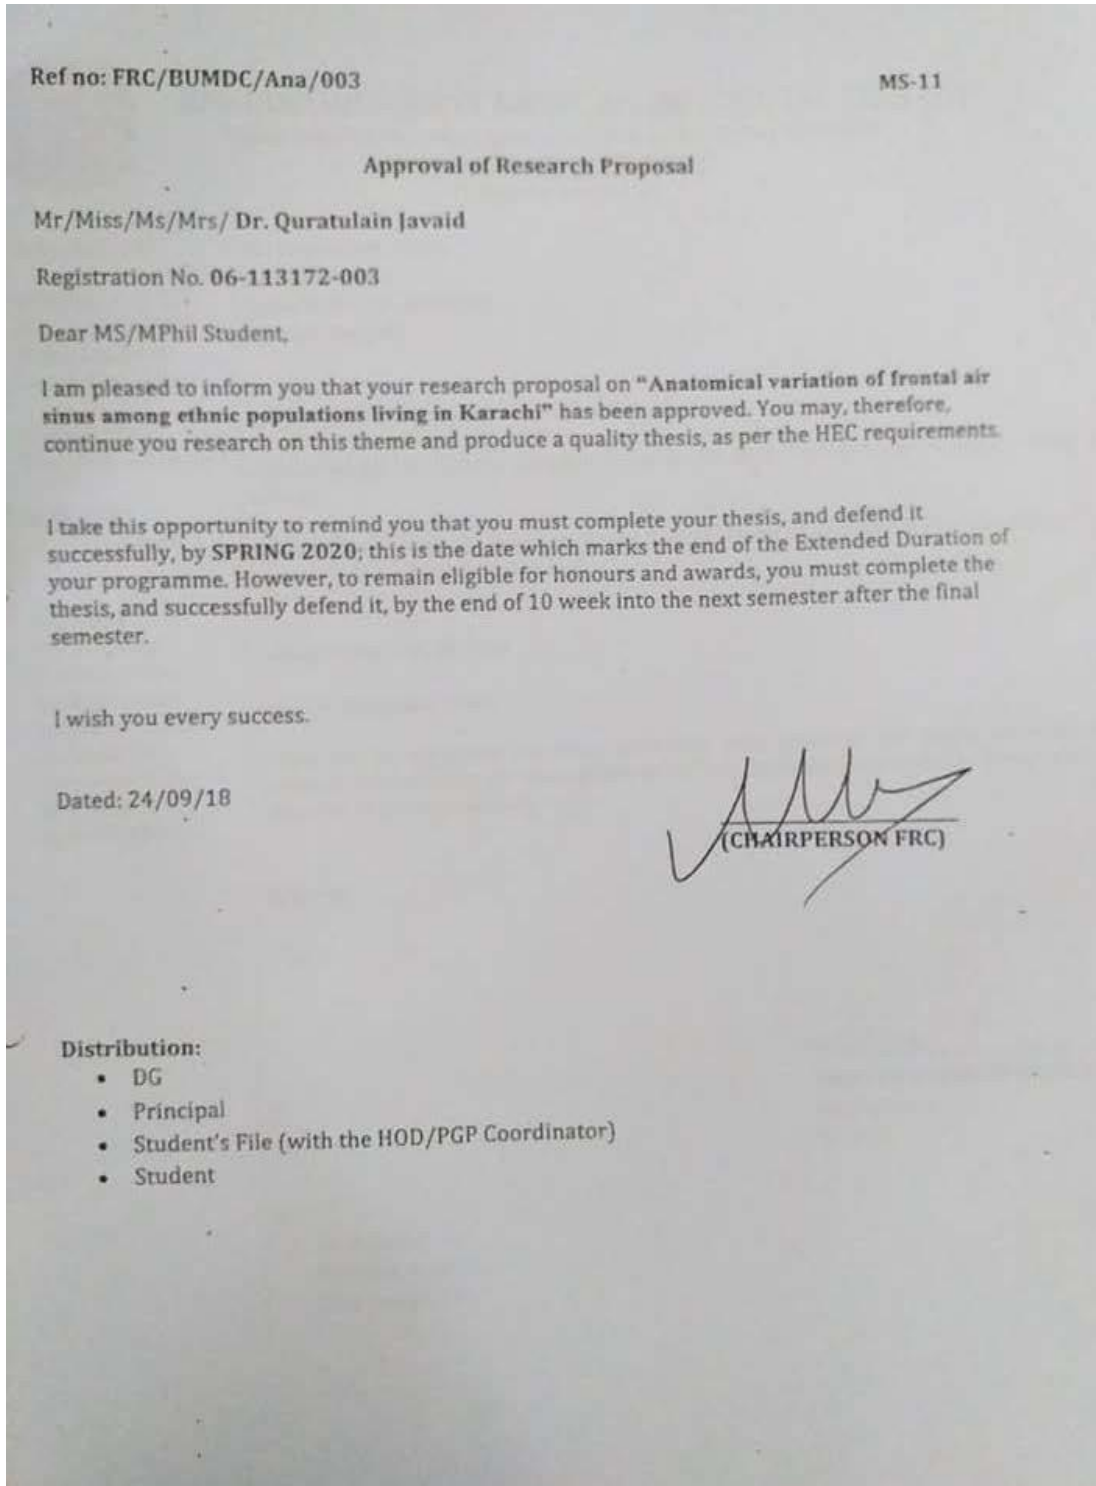 Ref no: FRC/BUMDC/Ana/003
MS-11
Approval of Research Proposal
Mr/Miss/Ms/Mrs/ Dr. Quratulain Javaid
Registration No. 06-113172-003
Dear MS/MPhil Student,
I am pleased to inform you that your research proposal on "Anatomical variation of frontal air
sinus among ethnic populations living in Karachi" has been approved. You may, therefore,
continue you research on this theme and produce a quality thesis, as per the HEC requirements.
I take this opportunity to remind you that you must complete your thesis, and defend it
successfully, by SPRING 2020; this is the date which marks the end of the Extended Duration of
your programme. However, to remain eligible for honours and awards, you must complete the
thesis, and successfully defend it, by the end of 10 week into the next semester after the final
semester.
I wish you every success.
Dated: 24/09/18
(CHAIRPERSON FRC)
Distribution:
• DG
• Principal
• Student's File (with the HOD/PGP Coordinator)
• Student